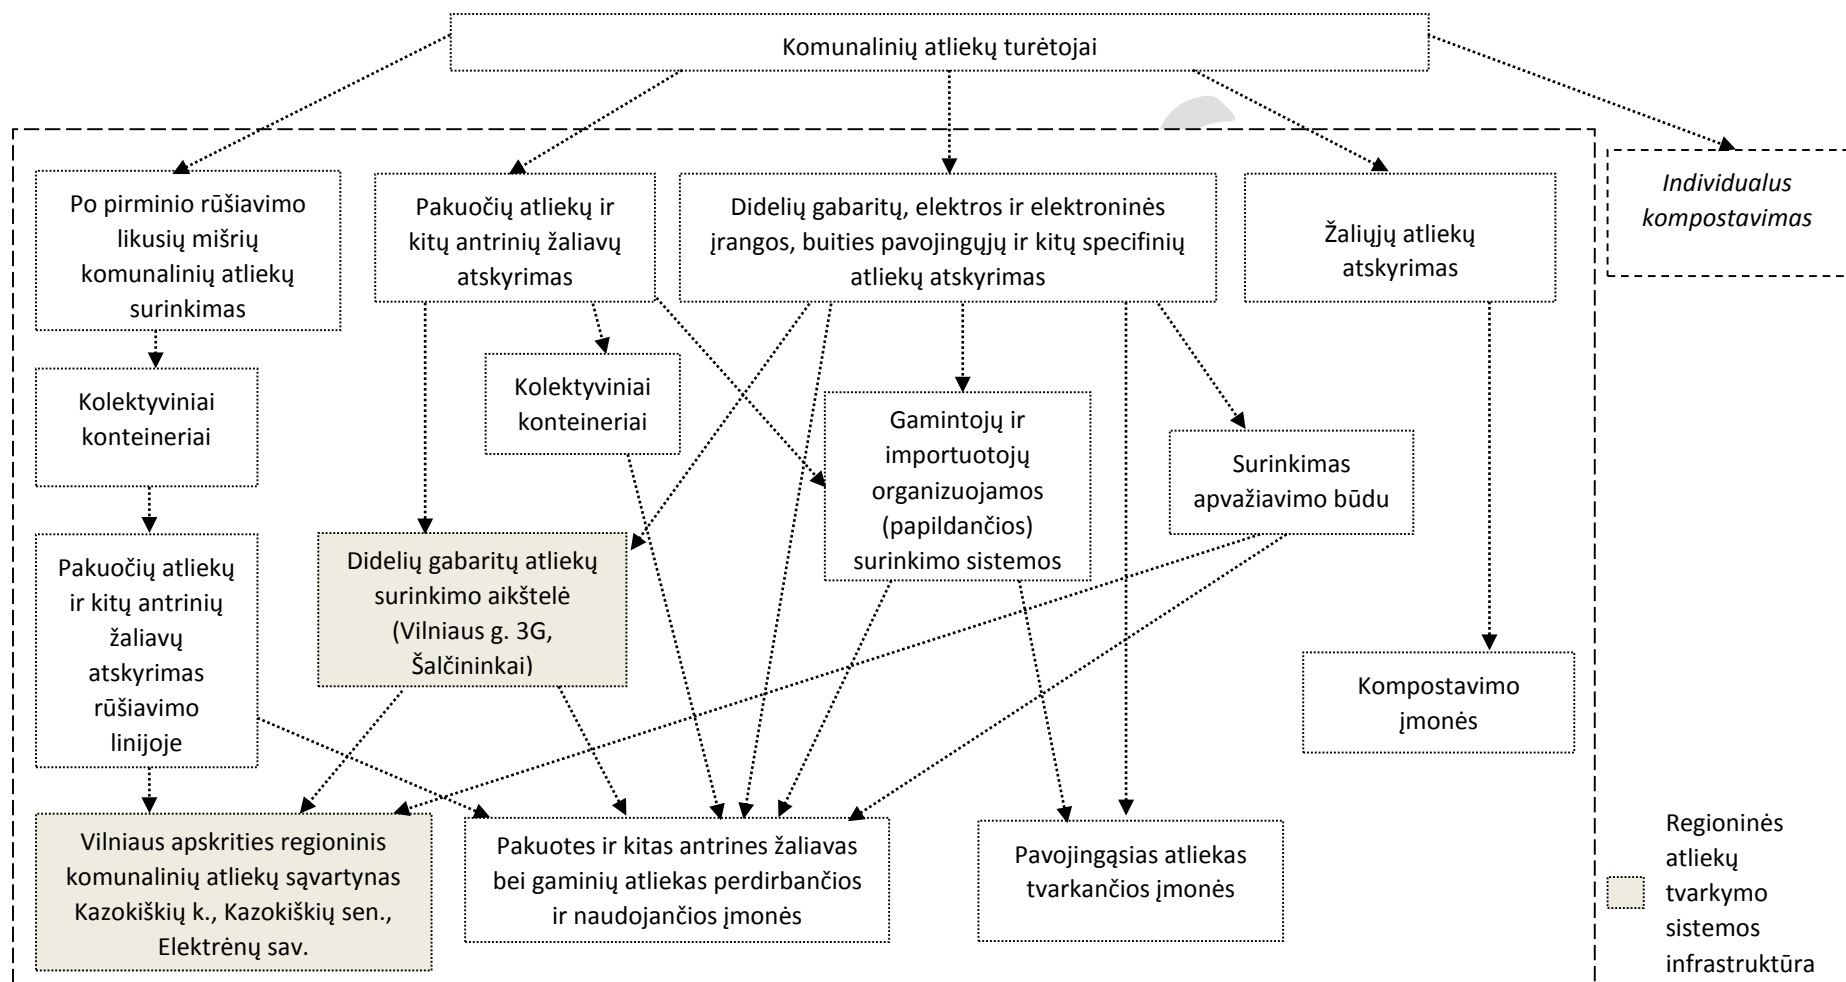 Komunalinių atliekų turėtojai
Po pirminio rūšiavimo
likusių mišrių
komunalinių atliekų
surinkimas
Pakuočių atliekų ir
kitų antrinių žaliavų
atskyrimas
Didelių gabaritų, elektros ir elektroninės
įrangos, buities pavojingųjų ir kitų specifinių
atliekų atskyrimas
Žaliųjų atliekų
atskyrimas
Individualus
kompostavimas
Kolektyviniai
konteineriai
Kolektyviniai
konteineriai
Gamintojų ir
importuotojų
organizuojamos
(papildančios)
surinkimo sistemos
Surinkimas
apvažiavimo būdu
Pakuočių atliekų
ir kitų antrinių
žaliavų
atskyrimas
rūšiavimo
linijoje
Didelių gabaritų atliekų
surinkimo aikštelė
(Vilniaus g. 3G,
Šalčininkai)
Kompostavimo
įmonės
Vilniaus apskrities regioninis
komunalinių atliekų sąvartynas
Kazokiškių k., Kazokiškių sen.,
Elektrėnų sav.
Pakuotes ir kitas antrines žaliavas
bei gaminių atliekas perdirbančios
ir naudojančios įmonės
Pavojingąsias atliekas
tvarkančios įmonės
Regioninės
atliekų
tvarkymo
sistemos
infrastruktūra